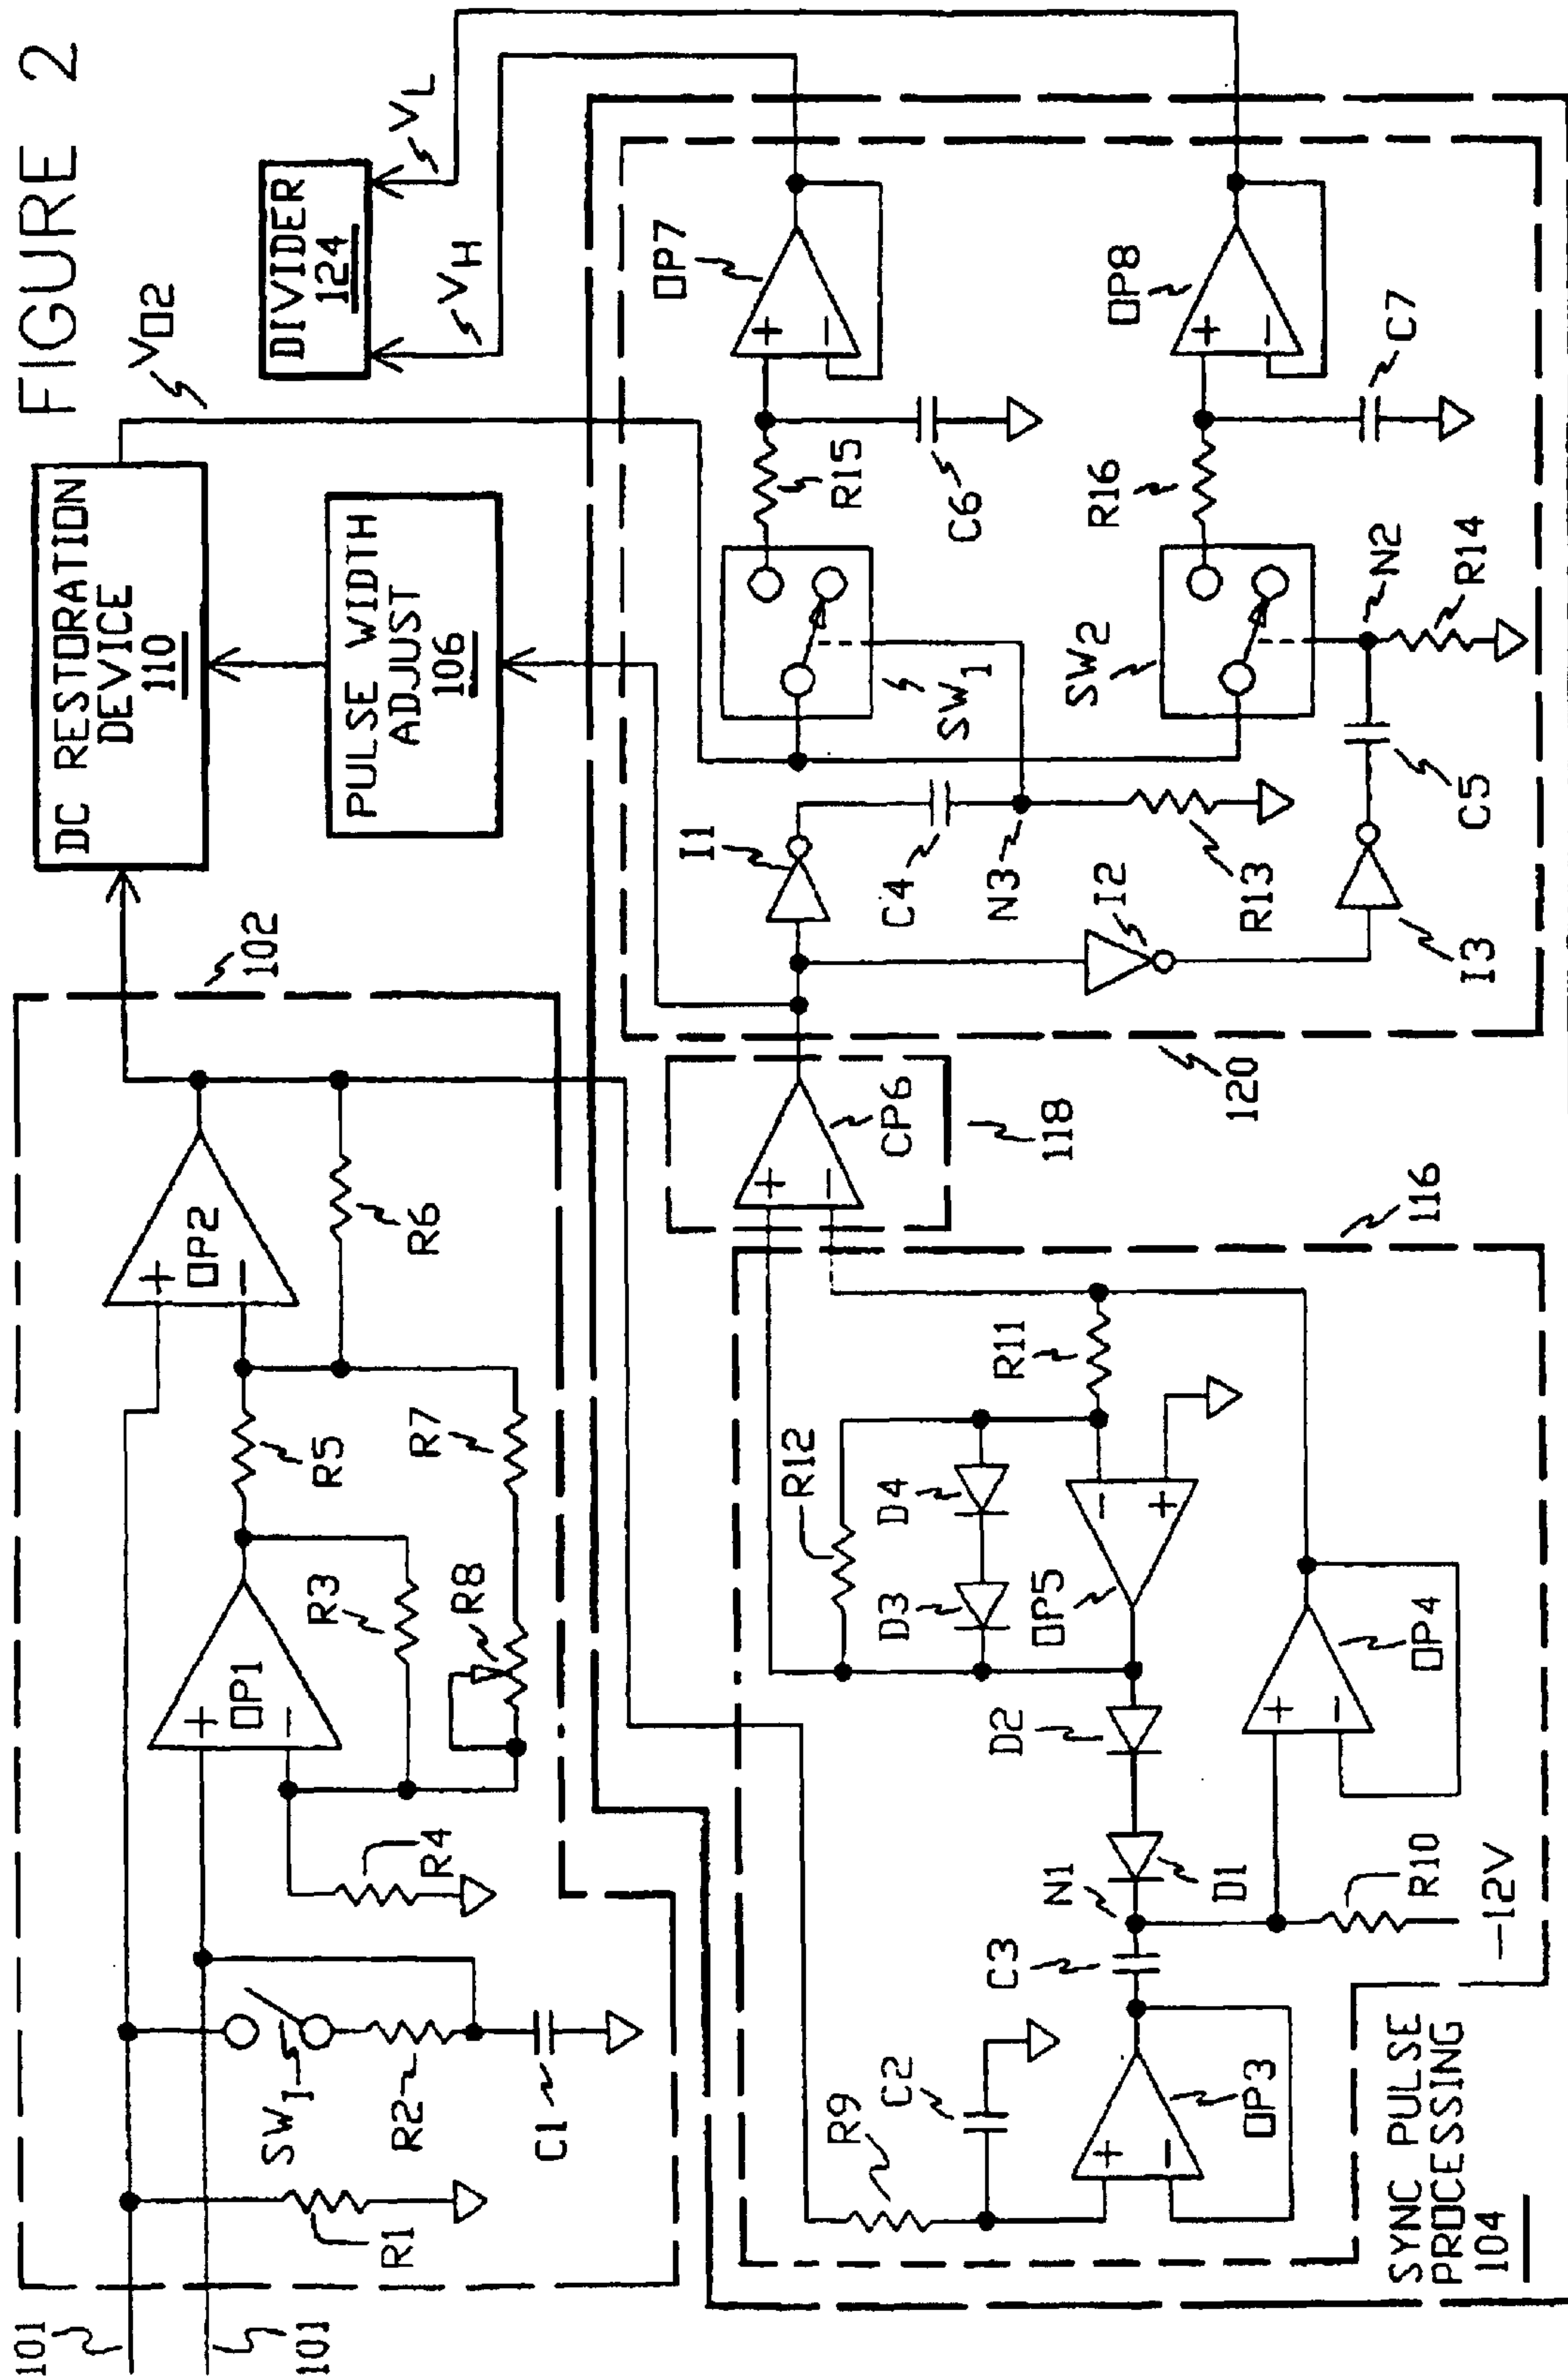 FIGURE 2
101
101
R1
SW1
R2
C1
R4
OP1
R3
R8
R5
R7
OP2
R6
102
DC RESTORATION
DEVICE
110
VO2
PULSE WIDTH
ADJUST
106
DIVIDER
124
VH
VL
SYNC PULSE
PROCESSING
104
R9
C2
OP3
C3
N1
D1
R10
-12V
D2
OP4
OP5
D3
D4
R12
R11
116
CP6
118
120
I1
C4
N3
R13
I2
I3
C5
SW1
SW2
N2
R14
R15
C6
R16
C7
OP7
OP8
+
−
+
−
+
−
+
−
−
+
+
−
+
−
+
−